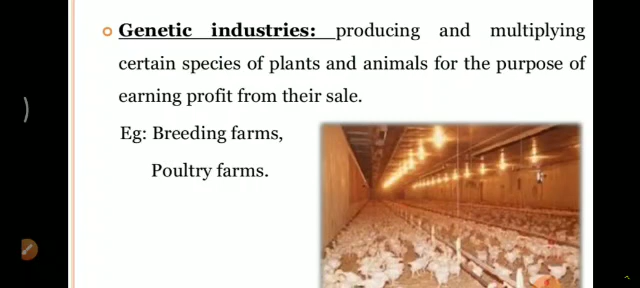 Genetic industries: producing and multiplying
certain species of plants and animals for the purpose of
earning profit from their sale.
Eg: Breeding farms,
Poultry farms.